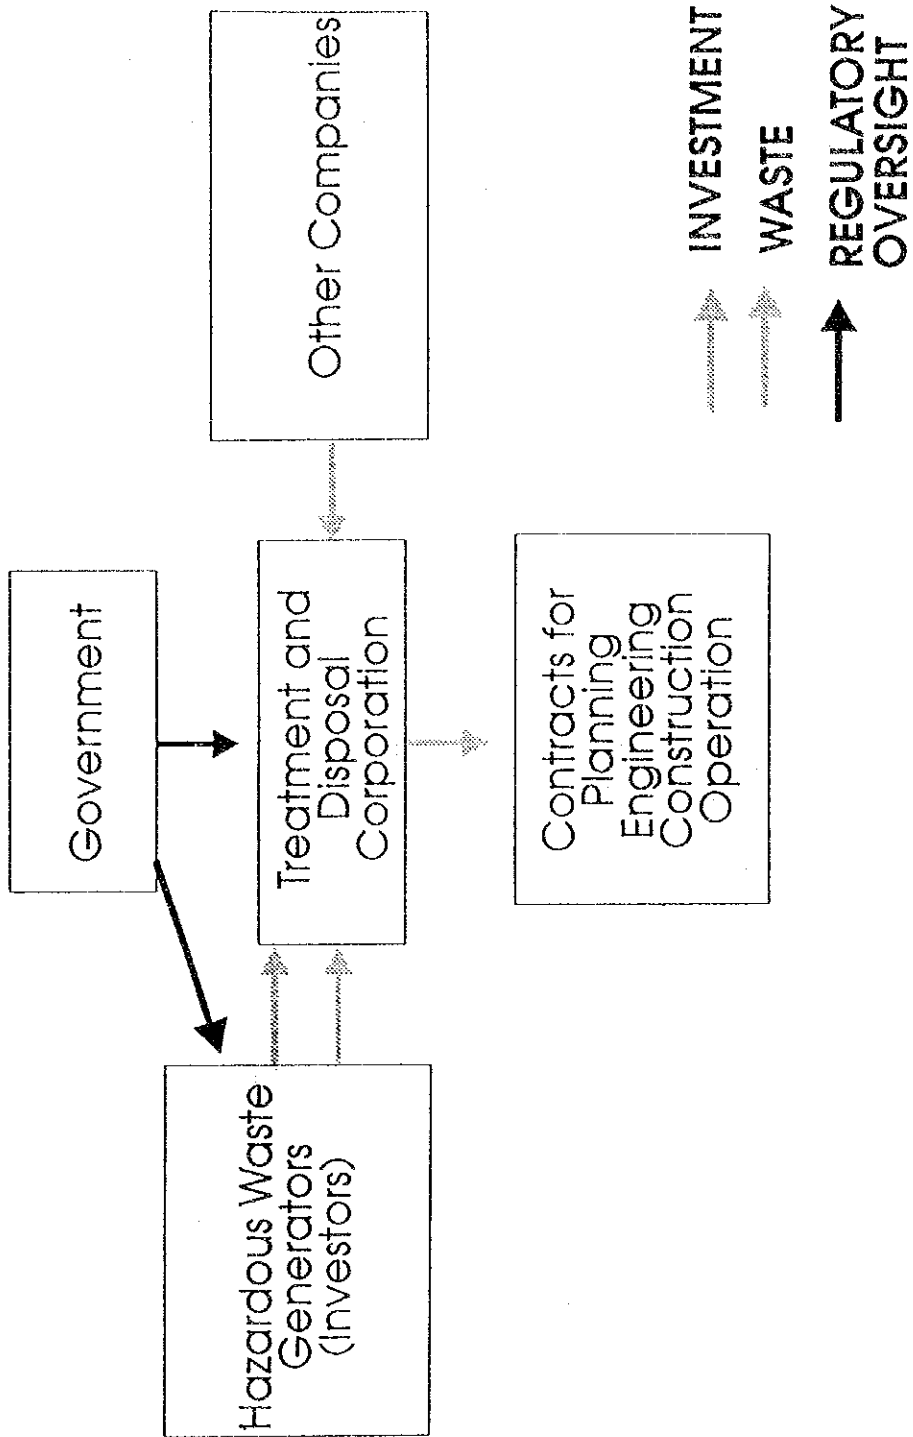 Government
Hazardous Waste
Generators
(Investors)
Treatment and
Disposal
Corporation
Other Companies
Contracts for
Planning
Engineering
Construction
Operation
INVESTMENT
WASTE
REGULATORY
OVERSIGHT